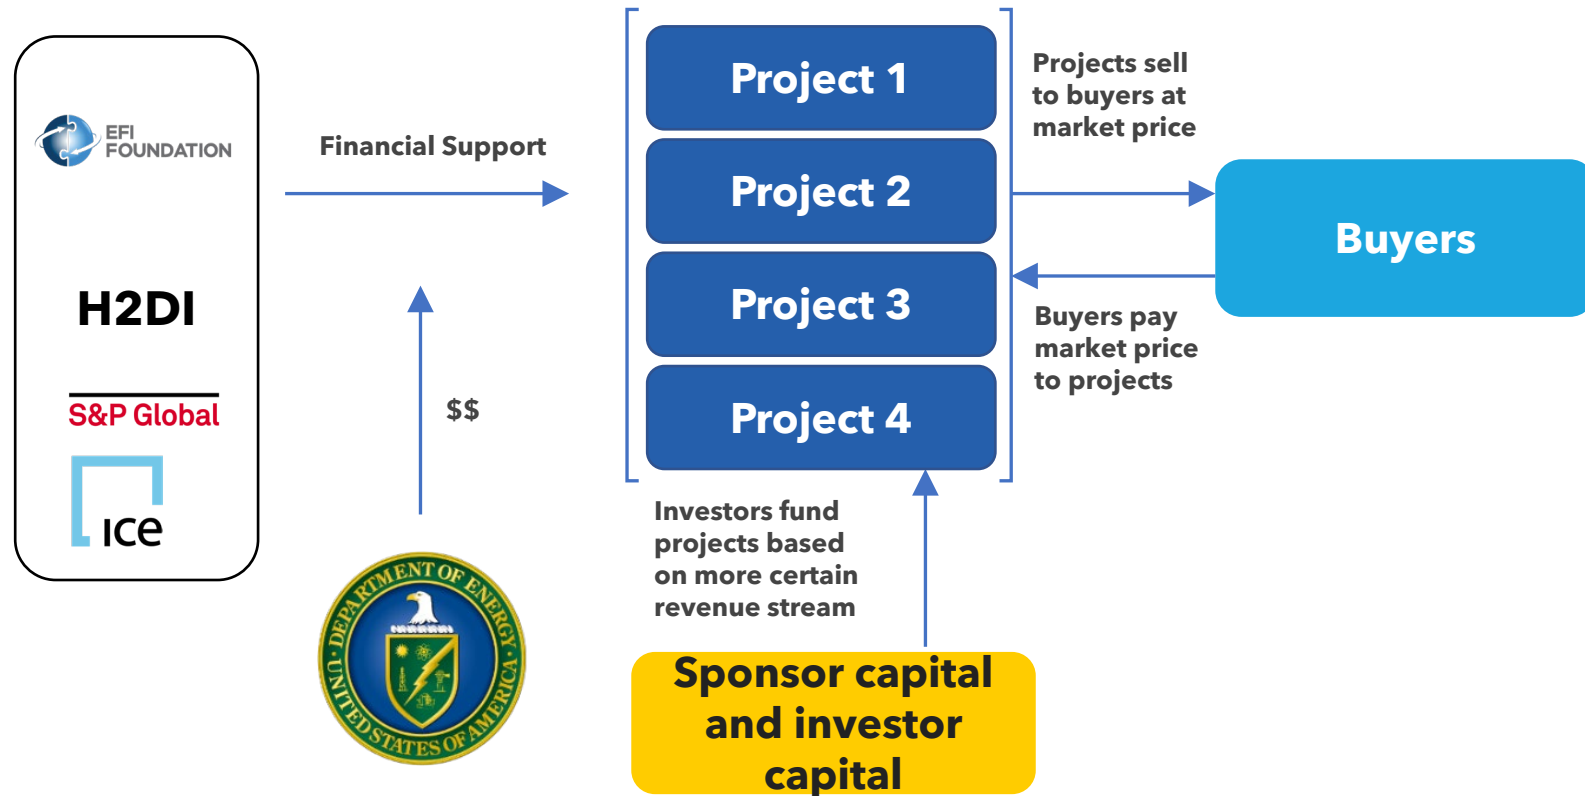 EFI
FOUNDATION
H2DI
S&P Global
ice
Financial Support
$$
DEPARTMENT OF ENERGY
UNITED STATES OF AMERICA
Project 1
Project 2
Project 3
Project 4
Projects sell
to buyers at
market price
Buyers
Buyers pay
market price
to projects
Investors fund
projects based
on more certain
revenue stream
Sponsor capital
and investor
capital